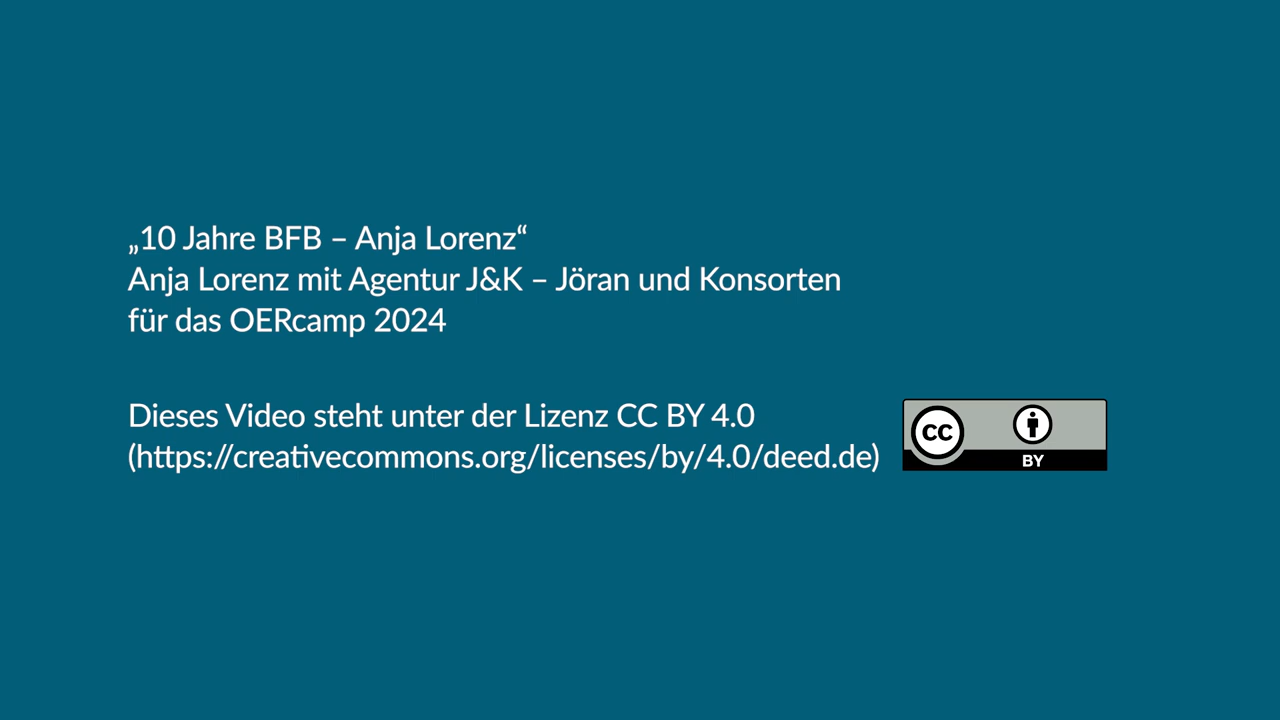 „10 Jahre BFB – Anja Lorenz“
Anja Lorenz mit Agentur J&K – Jöran und Konsorten
für das OERcamp 2024
Dieses Video steht unter der Lizenz CC BY 4.0
(https://creativecommons.org/licenses/by/4.0/deed.de)
CC
BY